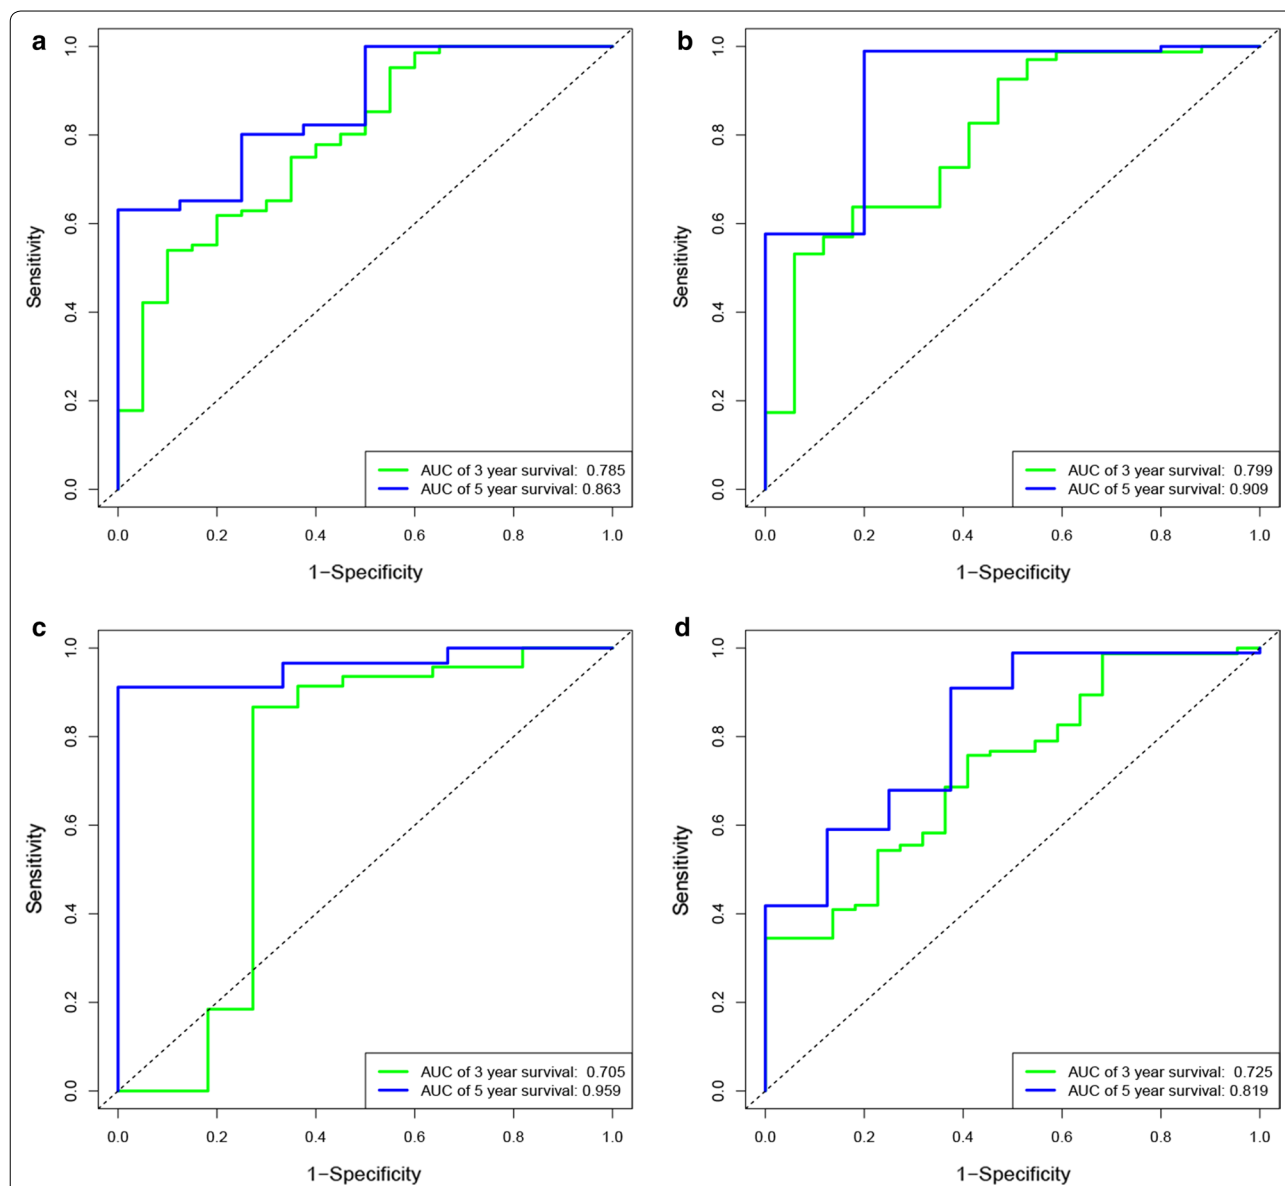 a
1.0
0.8
0.6
0.4
0.2
0.0
Sensitivity
AUC of 3 year survival: 0.785
AUC of 5 year survival: 0.863
0.0 0.2 0.4 0.6 0.8 1.0
1−Specificity
b
1.0
0.8
0.6
0.4
0.2
0.0
Sensitivity
AUC of 3 year survival: 0.799
AUC of 5 year survival: 0.909
0.0 0.2 0.4 0.6 0.8 1.0
1−Specificity
c
1.0
0.8
0.6
0.4
0.2
0.0
Sensitivity
AUC of 3 year survival: 0.705
AUC of 5 year survival: 0.959
0.0 0.2 0.4 0.6 0.8 1.0
1−Specificity
d
1.0
0.8
0.6
0.4
0.2
0.0
Sensitivity
AUC of 3 year survival: 0.725
AUC of 5 year survival: 0.819
0.0 0.2 0.4 0.6 0.8 1.0
1−Specificity